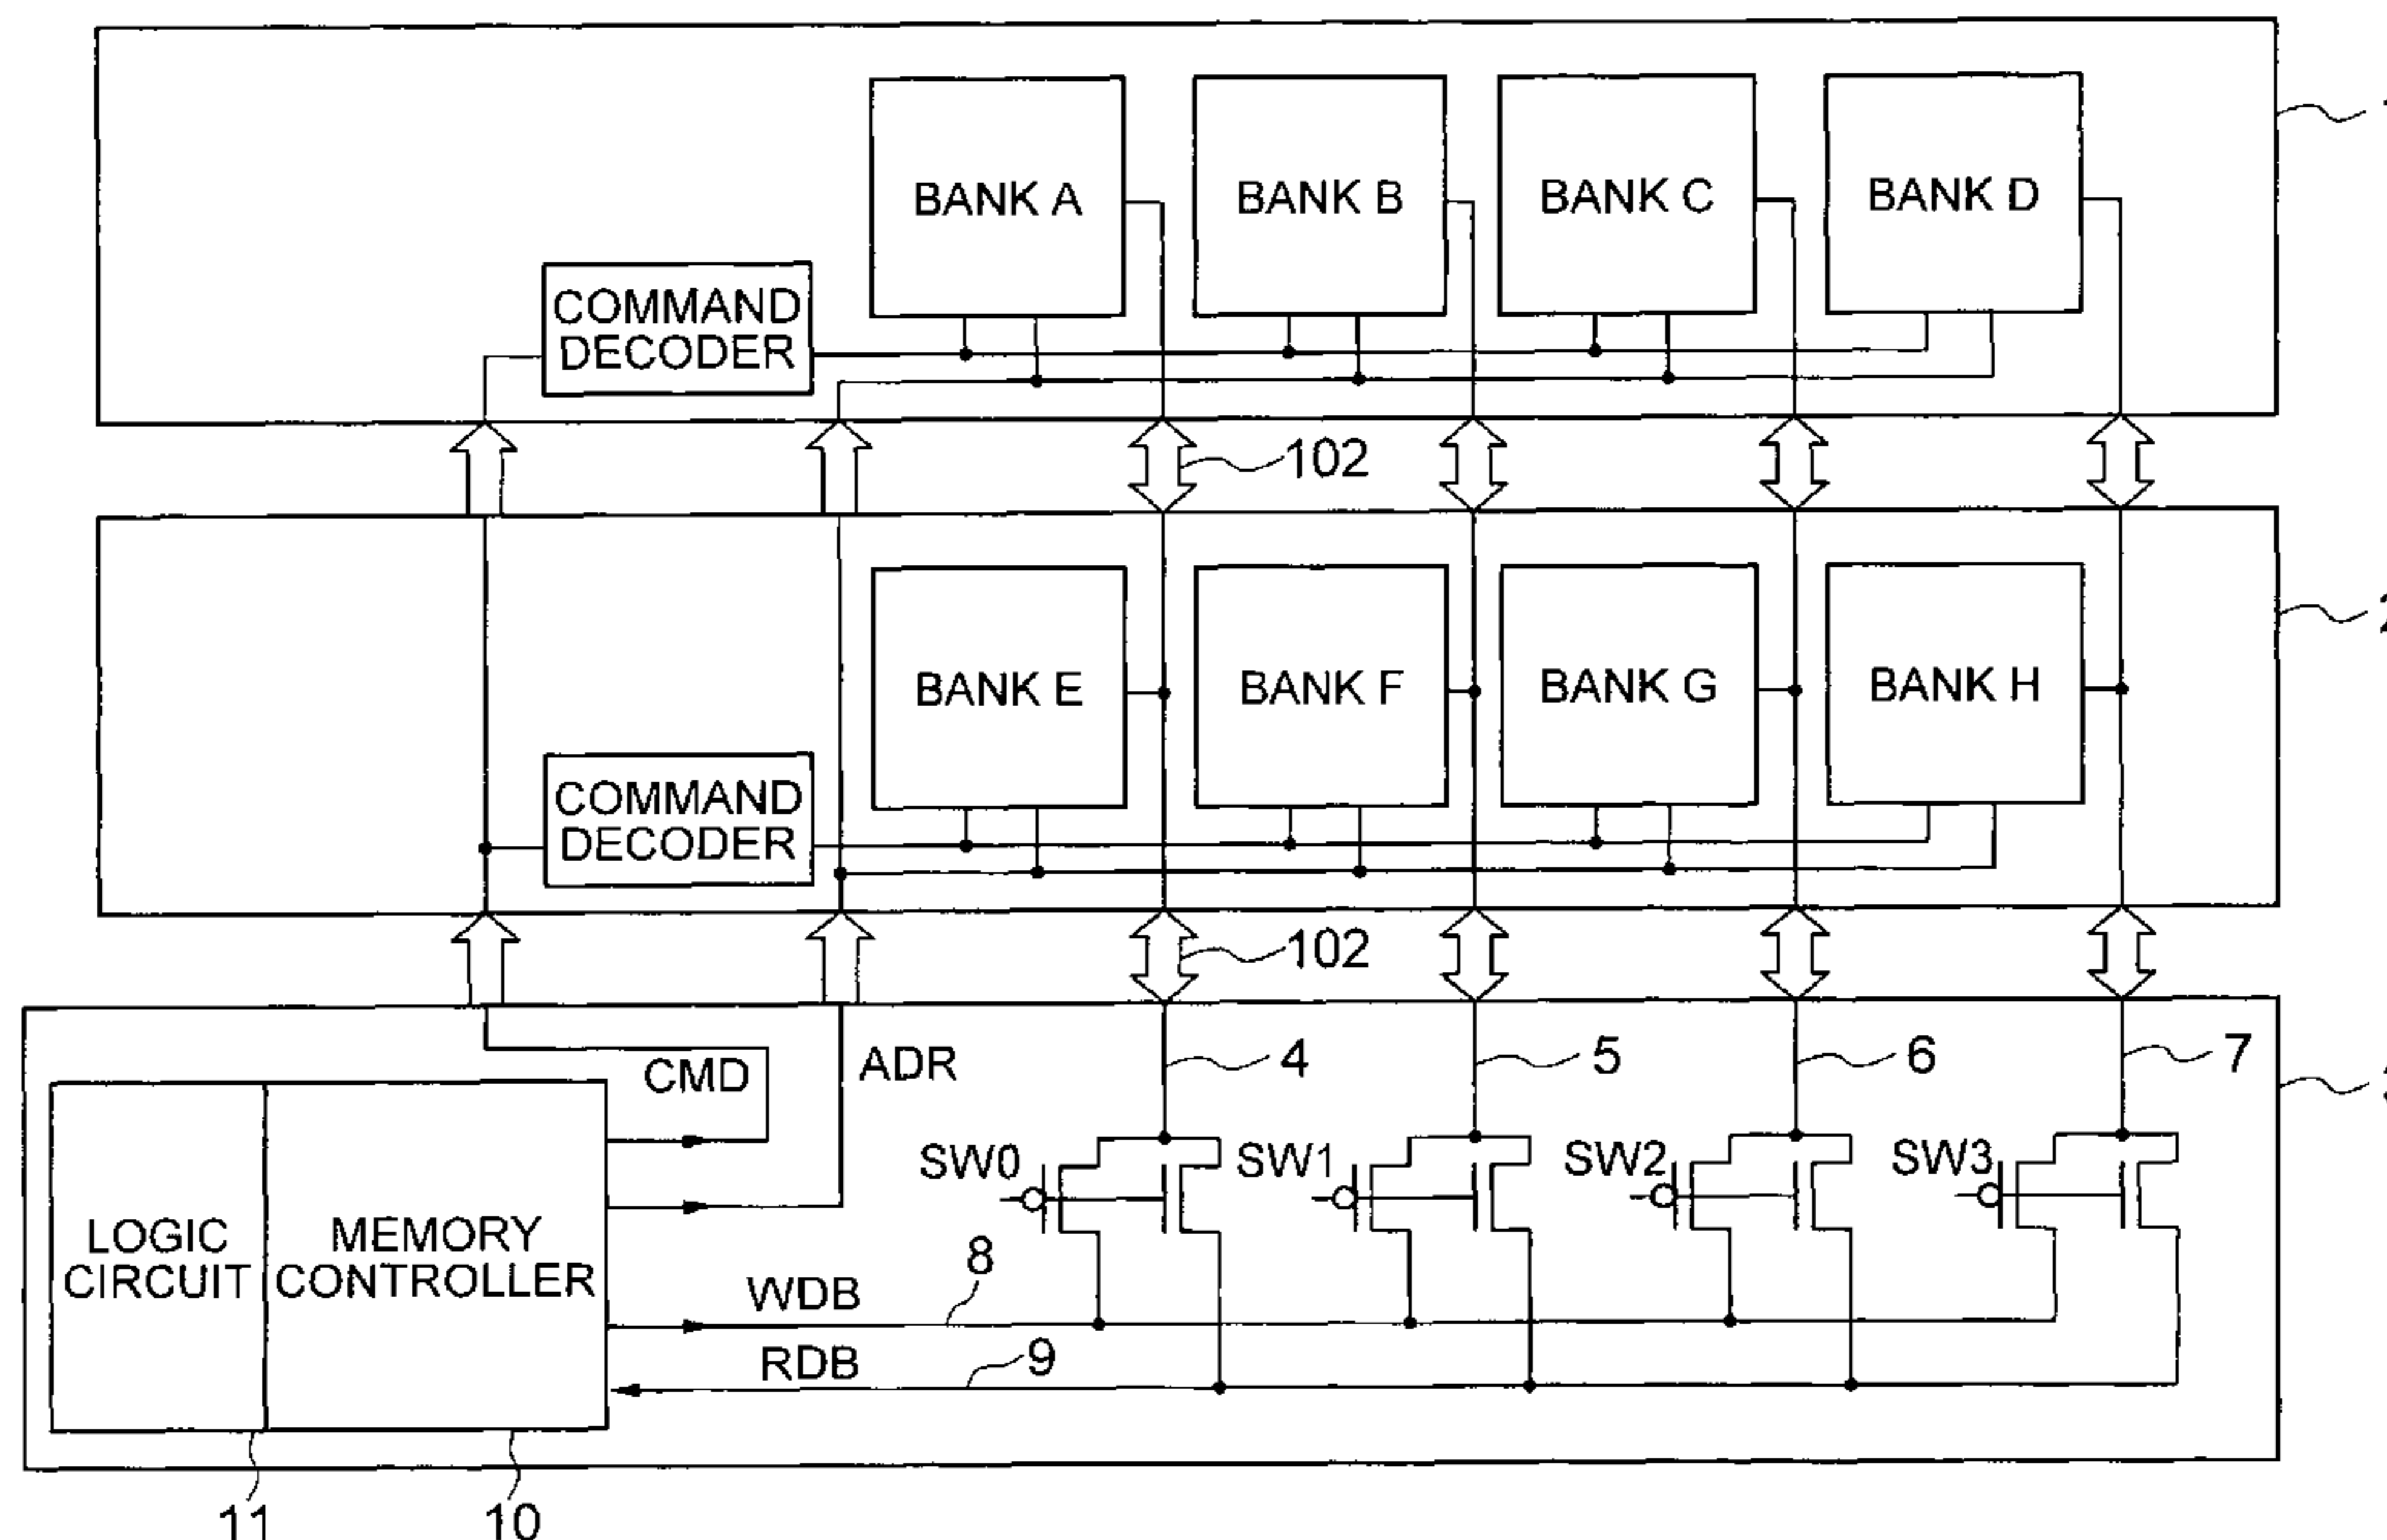 BANK A
BANK B
BANK C
BANK D
COMMAND
DECODER
102
BANK E
BANK F
BANK G
BANK H
COMMAND
DECODER
102
CMD
ADR
4
5
6
7
SW0
SW1
SW2
SW3
LOGIC
CIRCUIT
MEMORY
CONTROLLER
WDB
8
RDB
9
11
10